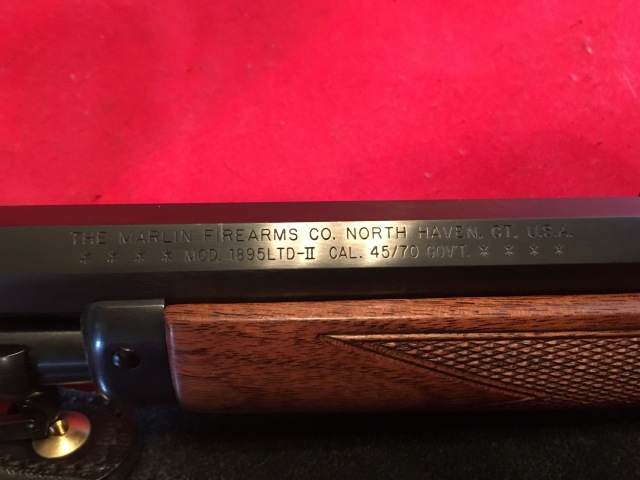 THE MARLIN FIREARMS CO. NORTH HAVEN. CT. U.S.A.
* * * * MOD. 1895LTD-II CAL. 45/70 GOV'T. * * * *